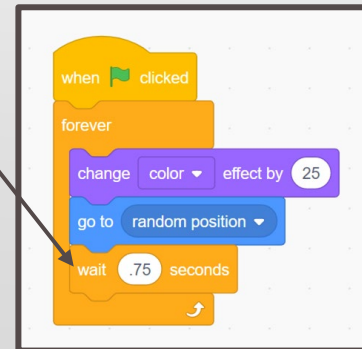 when clicked
forever
change color effect by 25
go to random position
wait .75 seconds